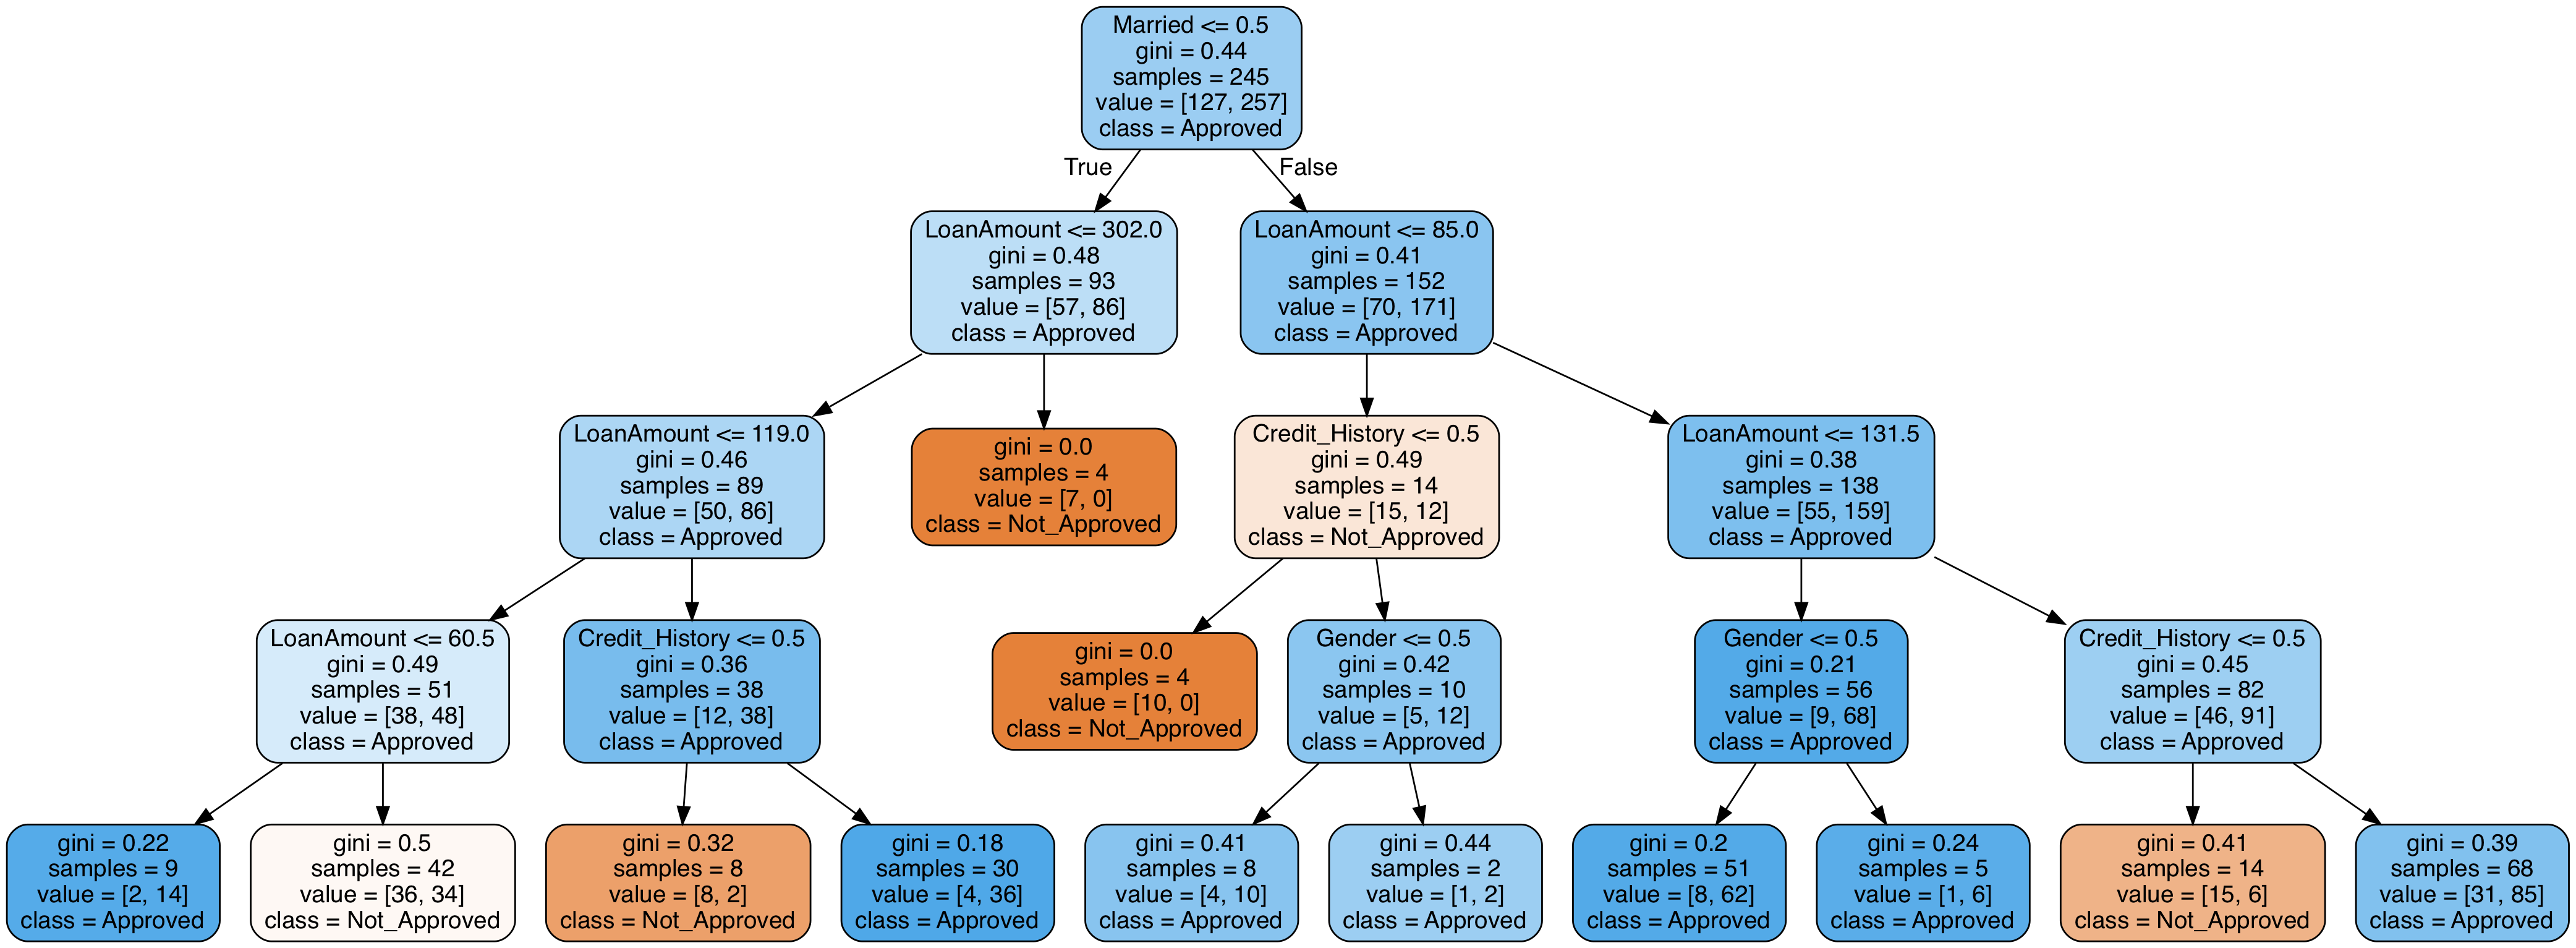 Married <= 0.5
gini = 0.44
samples = 245
value = [127, 257]
class = Approved
True
False
LoanAmount <= 302.0
gini = 0.48
samples = 93
value = [57, 86]
class = Approved
LoanAmount <= 85.0
gini = 0.41
samples = 152
value = [70, 171]
class = Approved
LoanAmount <= 119.0
gini = 0.46
samples = 89
value = [50, 86]
class = Approved
gini = 0.0
samples = 4
value = [7, 0]
class = Not_Approved
Credit_History <= 0.5
gini = 0.49
samples = 14
value = [15, 12]
class = Not_Approved
LoanAmount <= 131.5
gini = 0.38
samples = 138
value = [55, 159]
class = Approved
LoanAmount <= 60.5
gini = 0.49
samples = 51
value = [38, 48]
class = Approved
Credit_History <= 0.5
gini = 0.36
samples = 38
value = [12, 38]
class = Approved
gini = 0.0
samples = 4
value = [10, 0]
class = Not_Approved
Gender <= 0.5
gini = 0.42
samples = 10
value = [5, 12]
class = Approved
Gender <= 0.5
gini = 0.21
samples = 56
value = [9, 68]
class = Approved
Credit_History <= 0.5
gini = 0.45
samples = 82
value = [46, 91]
class = Approved
gini = 0.22
samples = 9
value = [2, 14]
class = Approved
gini = 0.5
samples = 42
value = [36, 34]
class = Not_Approved
gini = 0.32
samples = 8
value = [8, 2]
class = Not_Approved
gini = 0.18
samples = 30
value = [4, 36]
class = Approved
gini = 0.41
samples = 8
value = [4, 10]
class = Approved
gini = 0.44
samples = 2
value = [1, 2]
class = Approved
gini = 0.2
samples = 51
value = [8, 62]
class = Approved
gini = 0.24
samples = 5
value = [1, 6]
class = Approved
gini = 0.41
samples = 14
value = [15, 6]
class = Not_Approved
gini = 0.39
samples = 68
value = [31, 85]
class = Approved